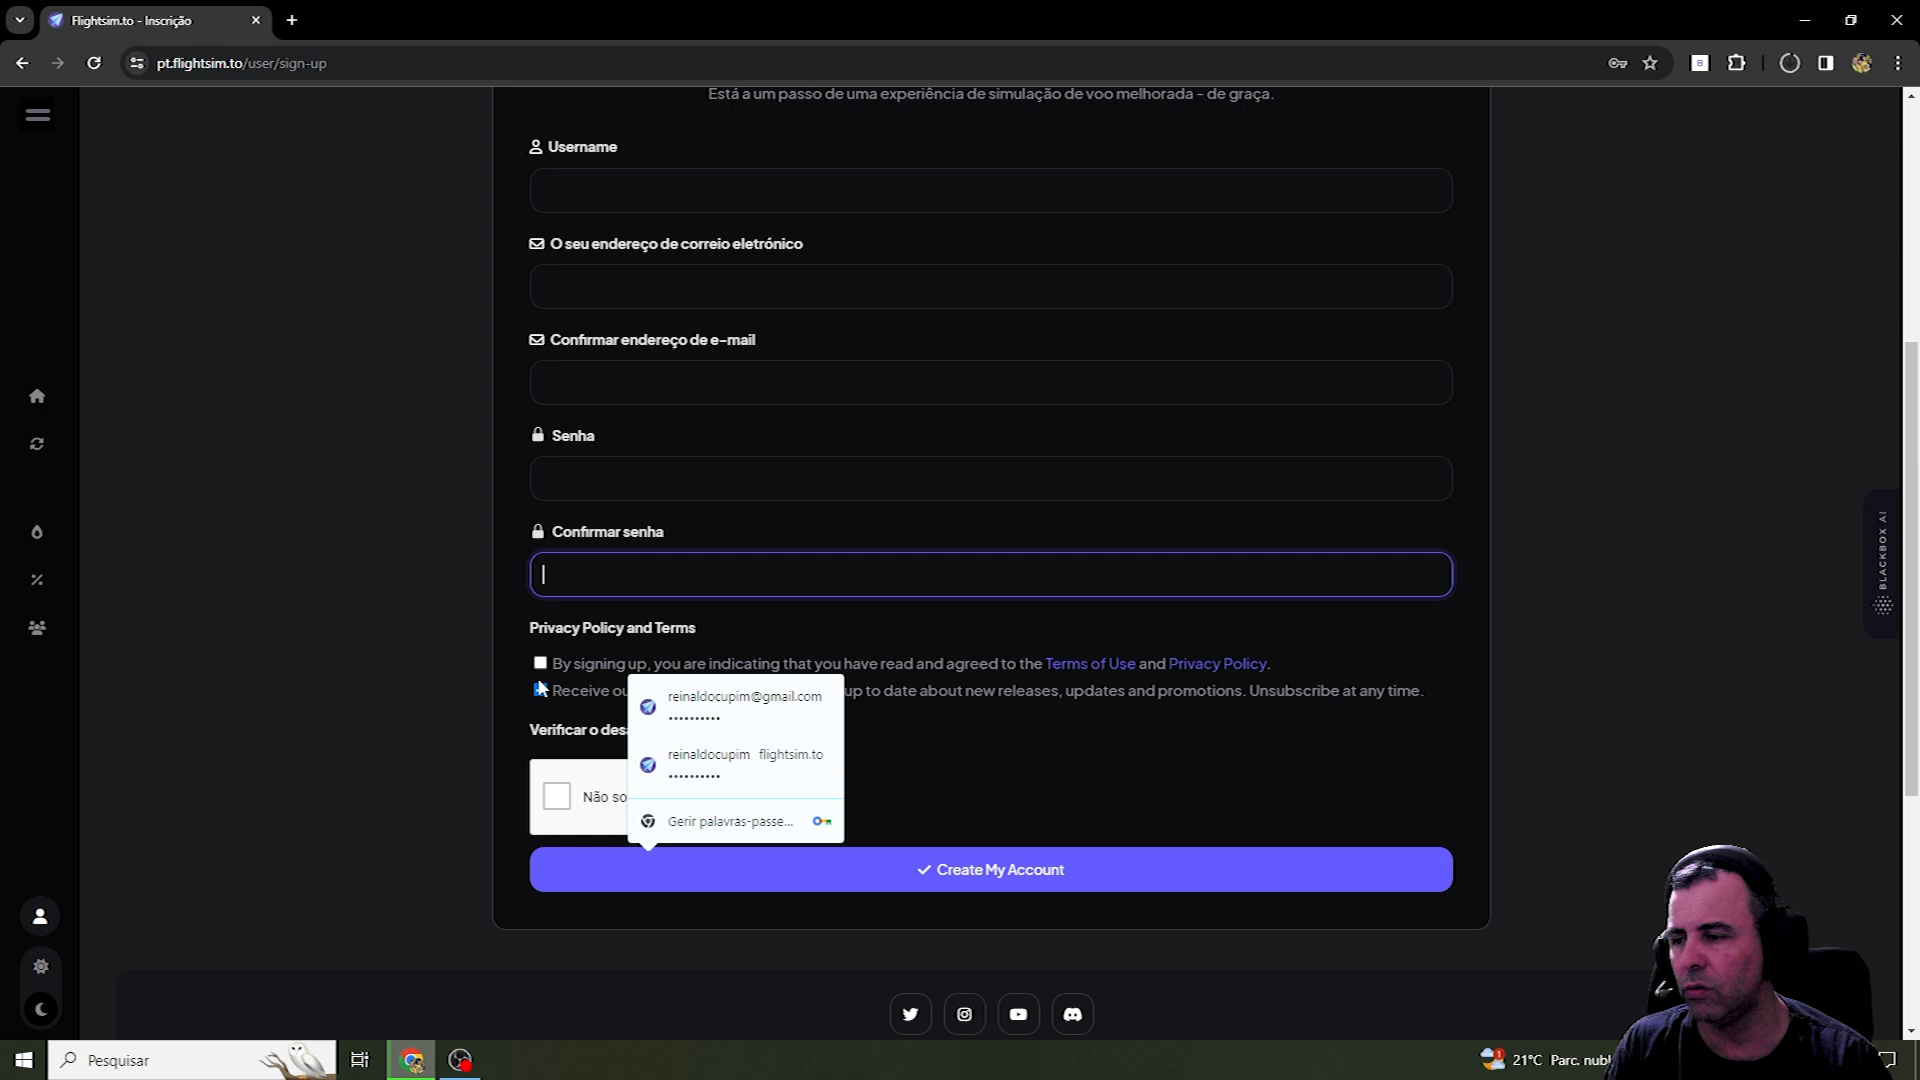 Flightsim.to - Inscrição
pt.flightsim.to/user/sign-up
Está a um passo de uma experiência de simulação de voo melhorada - de graça.
Username
O seu endereço de correio eletrónico
Confirmar endereço de e-mail
Senha
Confirmar senha
Privacy Policy and Terms
By signing up, you are indicating that you have read and agreed to the Terms of Use and Privacy Policy.
Receive ou up to date about new releases, updates and promotions. Unsubscribe at any time.
reinaldocupim@gmail.com
••••••••••
reinaldocupim flightsim.to
••••••••••
Gerir palavras-passe...
Verificar o des
Não so
Create My Account
BLACKBOX AI
Pesquisar
1
21°C Parc. nubl